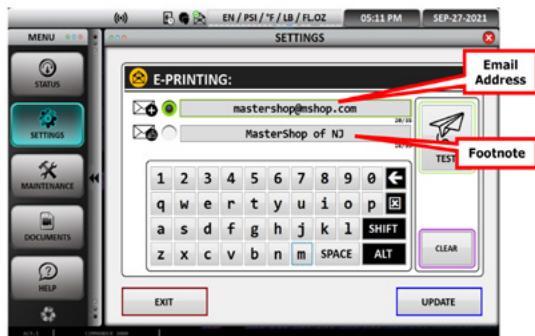 EN / PSI / °F / LB / FL.OZ
05:11 PM
SEP-27-2021
MENU
SETTINGS
Email Address
STATUS
E-PRINTING:
mastershop@mshop.com
20/35
MasterShop of NJ
Footnote
TEST
SETTINGS
MAINTENANCE
DOCUMENTS
HELP
1 2 3 4 5 6 7 8 9 0
q w e r t y u i o p
a s d f g h j k l SHIFT
z x c v b n m SPACE ALT
CLEAR
EXIT
UPDATE